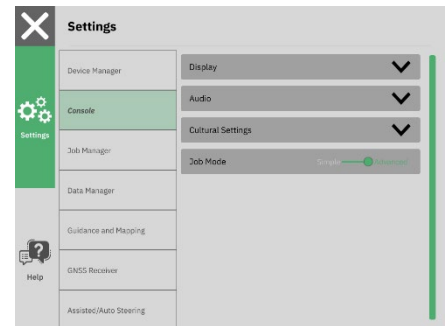 Settings
Device Manager
Display
Console
Audio
Settings
Cultural Settings
Job Manager
Job Mode
Simple
Advanced
Data Manager
Guidance and Mapping
Help
GNSS Receiver
Assisted/Auto Steering